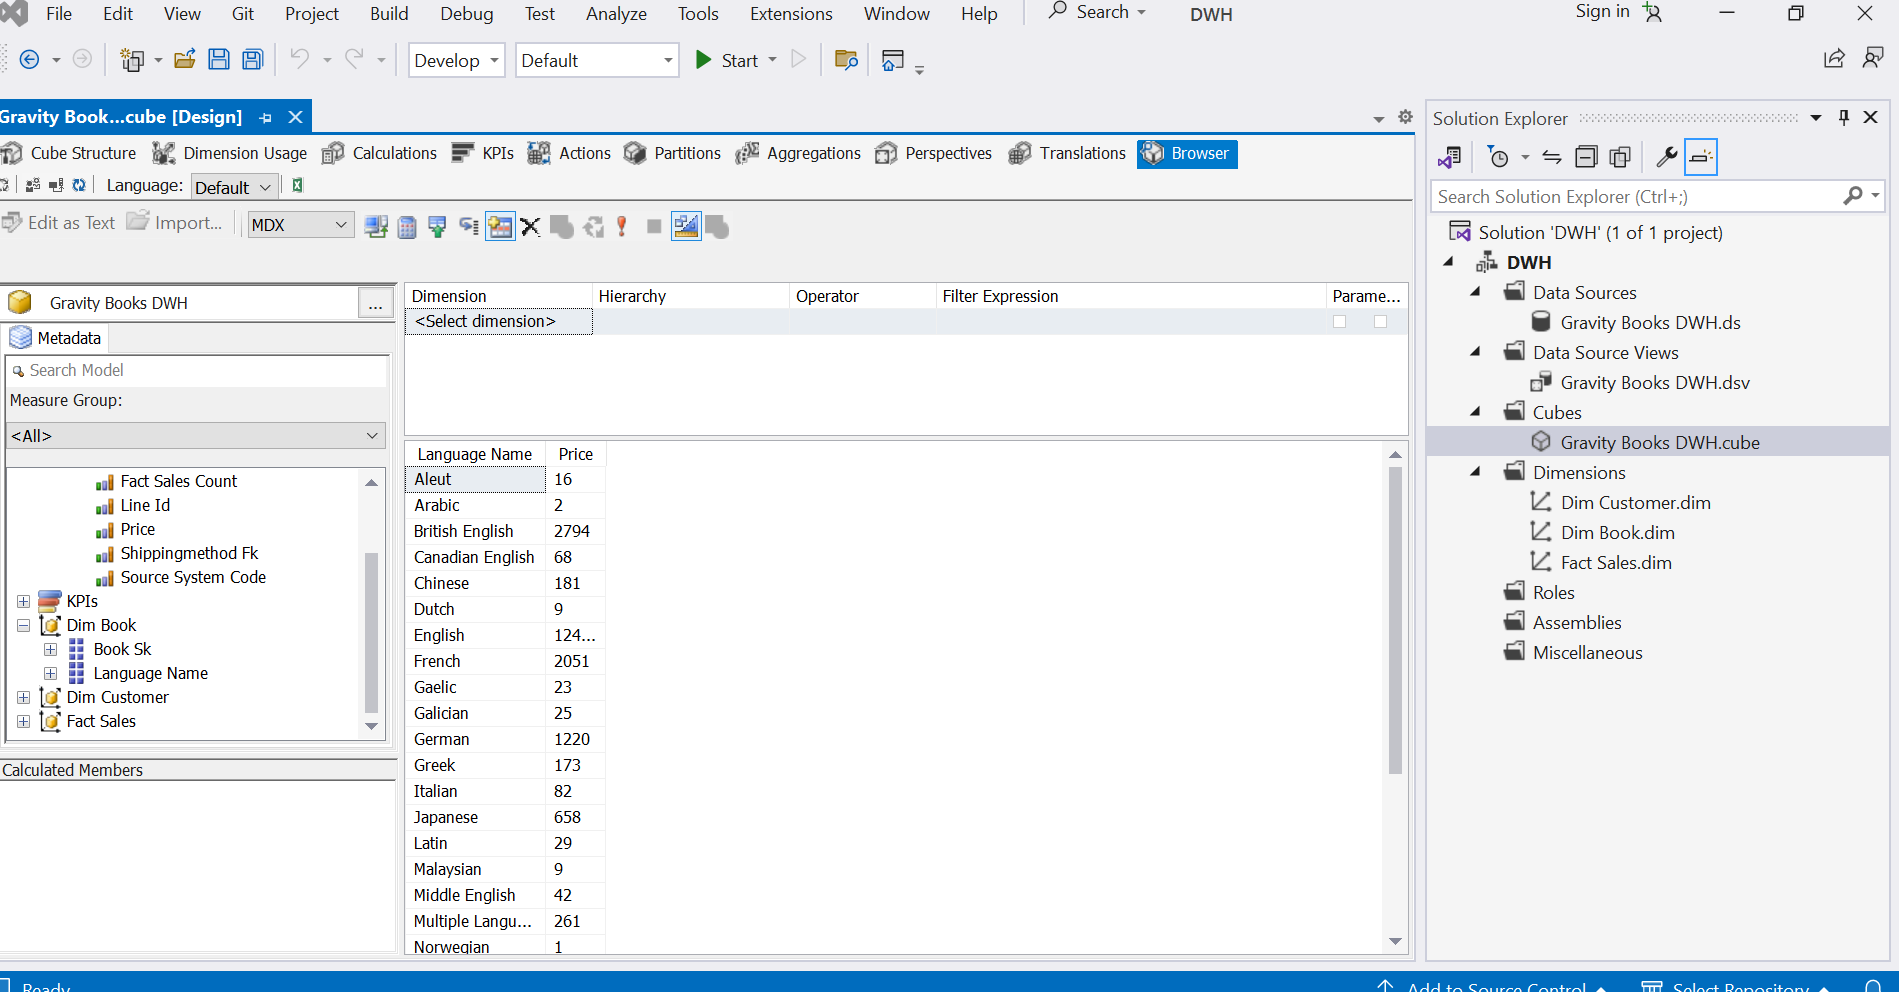 File Edit View Git Project Build Debug Test Analyze Tools Extensions Window Help Search DWH Sign in
Develop Default Start
Gravity Book...cube [Design]
Cube Structure Dimension Usage Calculations KPIs Actions Partitions Aggregations Perspectives Translations Browser
Language: Default
Edit as Text Import... MDX
Gravity Books DWH ...
Metadata
Search Model
Measure Group:
<All>
Fact Sales Count
Line Id
Price
Shippingmethod Fk
Source System Code
KPIs
Dim Book
Book Sk
Language Name
Dim Customer
Fact Sales
Calculated Members
Dimension Hierarchy Operator Filter Expression Parame...
<Select dimension>
Language Name Price
Aleut 16
Arabic 2
British English 2794
Canadian English 68
Chinese 181
Dutch 9
English 124...
French 2051
Gaelic 23
Galician 25
German 1220
Greek 173
Italian 82
Japanese 658
Latin 29
Malaysian 9
Middle English 42
Multiple Langu... 261
Norwegian 1
Solution Explorer
Search Solution Explorer (Ctrl+;)
Solution 'DWH' (1 of 1 project)
DWH
Data Sources
Gravity Books DWH.ds
Data Source Views
Gravity Books DWH.dsv
Cubes
Gravity Books DWH.cube
Dimensions
Dim Customer.dim
Dim Book.dim
Fact Sales.dim
Roles
Assemblies
Miscellaneous
Ready Add to Source Control Select Repository